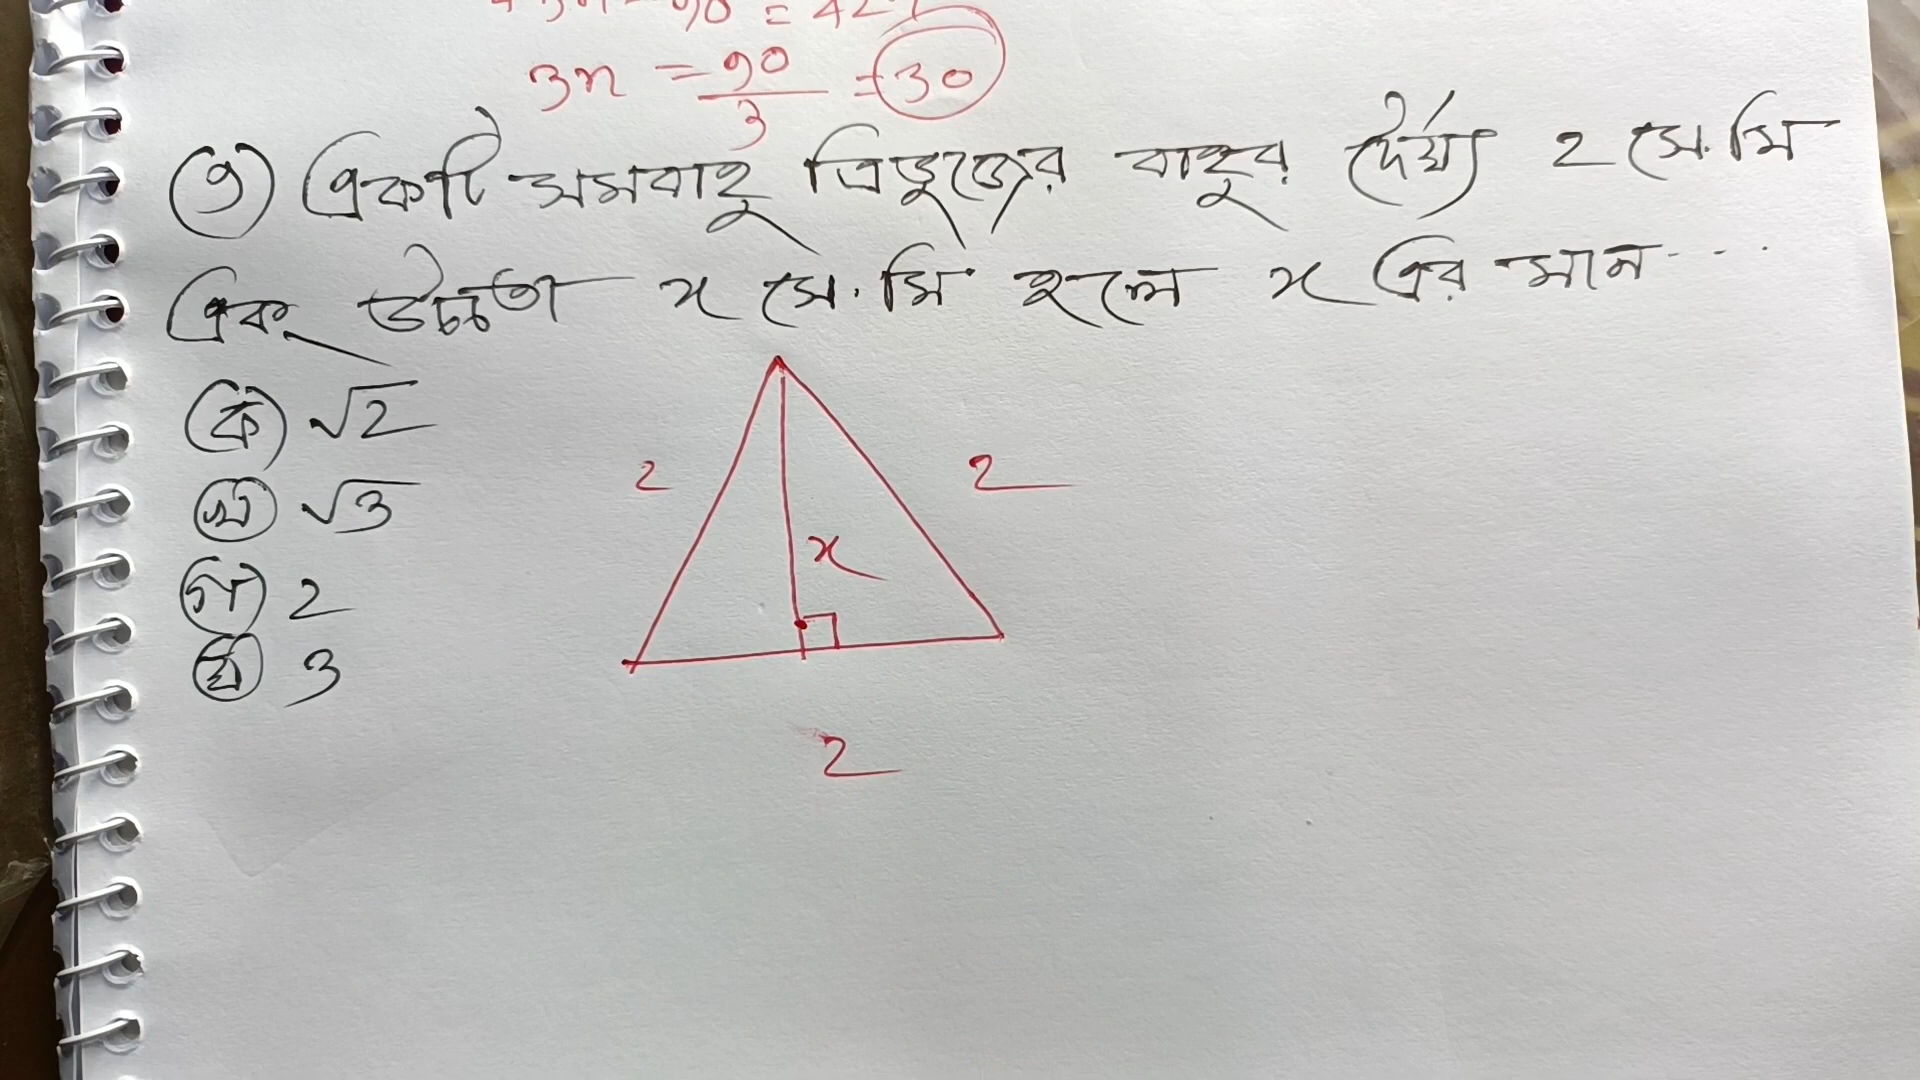 3x = 90/3 = 30
৩) একটি সমবাহু ত্রিভুজের বাহুর দৈর্ঘ্য 2 সে.মি
এবং উচ্চতা x সে.মি হলে x এর মান ....
ক) √2
খ) √3
গ) 2
ঘ) 3
2
2
x
2